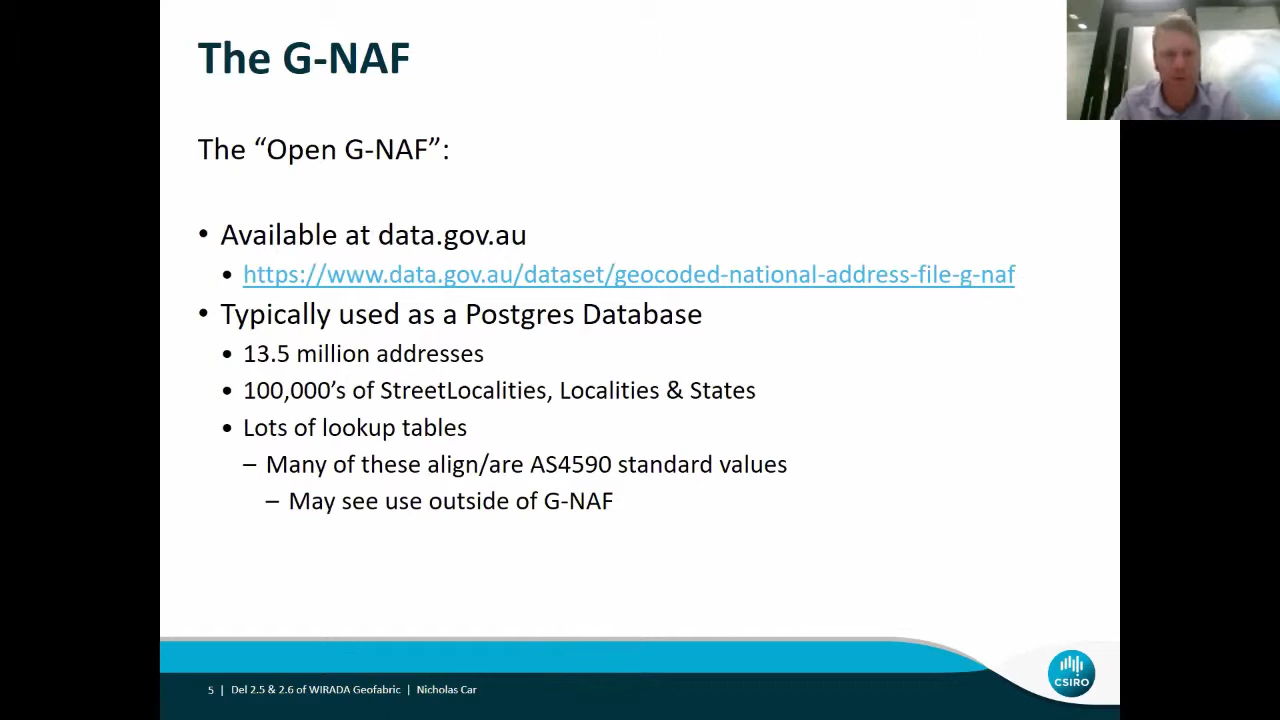 The G-NAF
The “Open G-NAF”:
• Available at data.gov.au
• https://www.data.gov.au/dataset/geocoded-national-address-file-g-naf
• Typically used as a Postgres Database
• 13.5 million addresses
• 100,000’s of StreetLocalities, Localities & States
• Lots of lookup tables
– Many of these align/are AS4590 standard values
– May see use outside of G-NAF
5 | Del 2.5 & 2.6 of WIRADA Geofabric | Nicholas Car
CSIRO